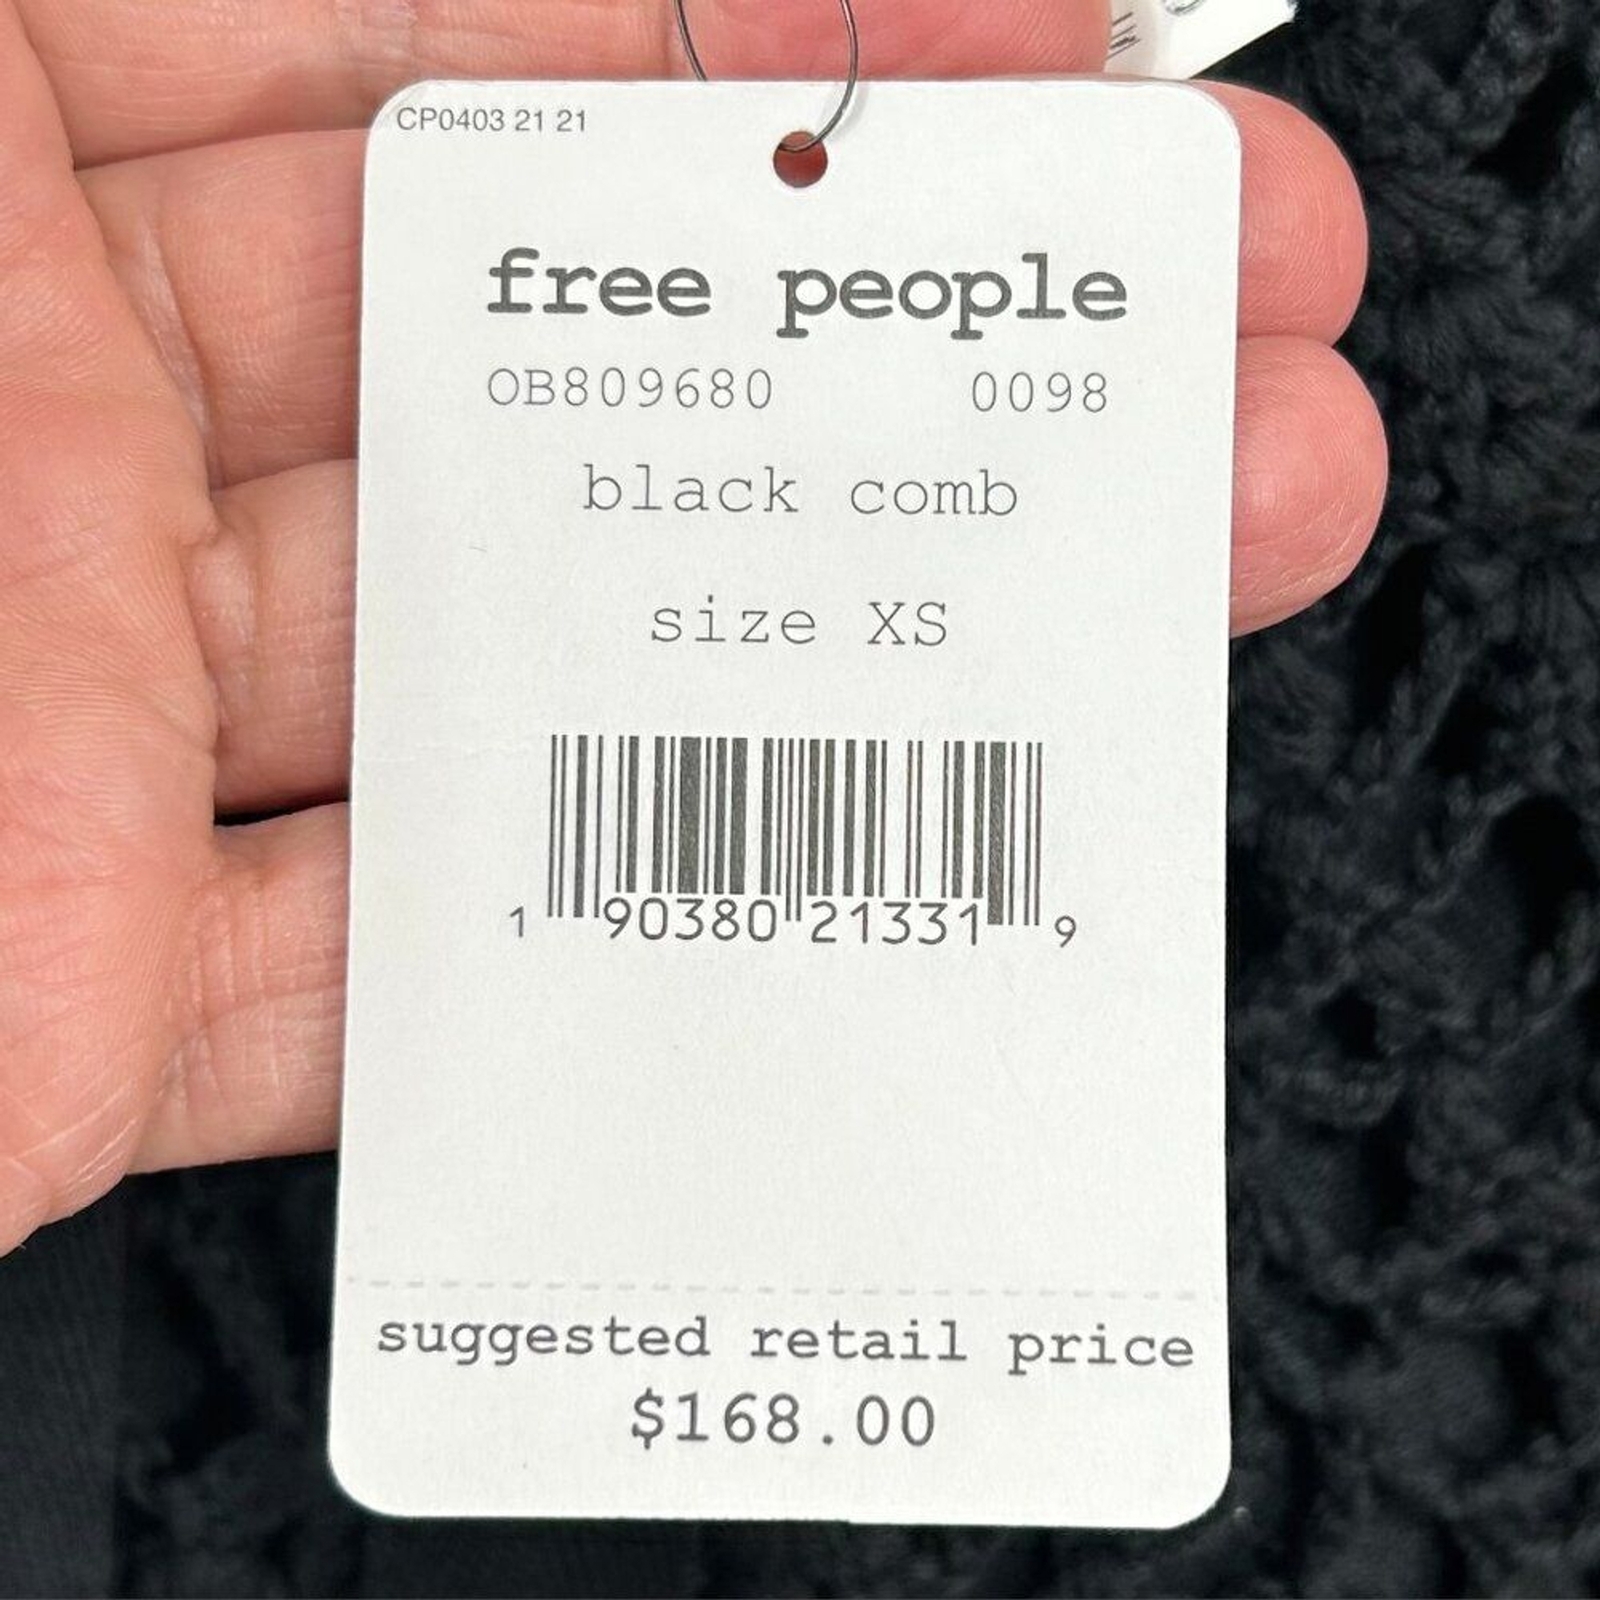 CP0403 21 21
free people
OB809680 0098
black comb
size XS
1 90380 21331 9
suggested retail price
$168.00